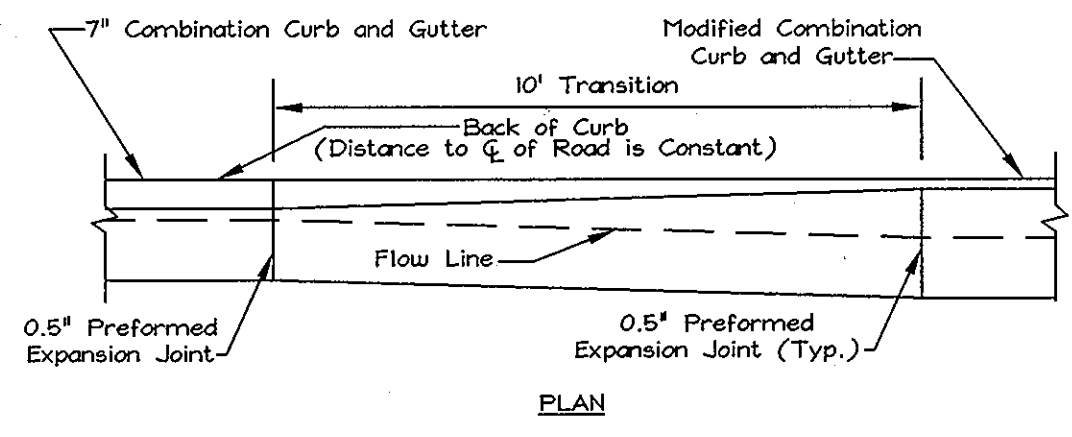 7" Combination Curb and Gutter
Modified Combination
Curb and Gutter
10' Transition
Back of Curb
(Distance to ℄ of Road is Constant)
Flow Line
0.5" Preformed
Expansion Joint
0.5" Preformed
Expansion Joint (Typ.)
PLAN